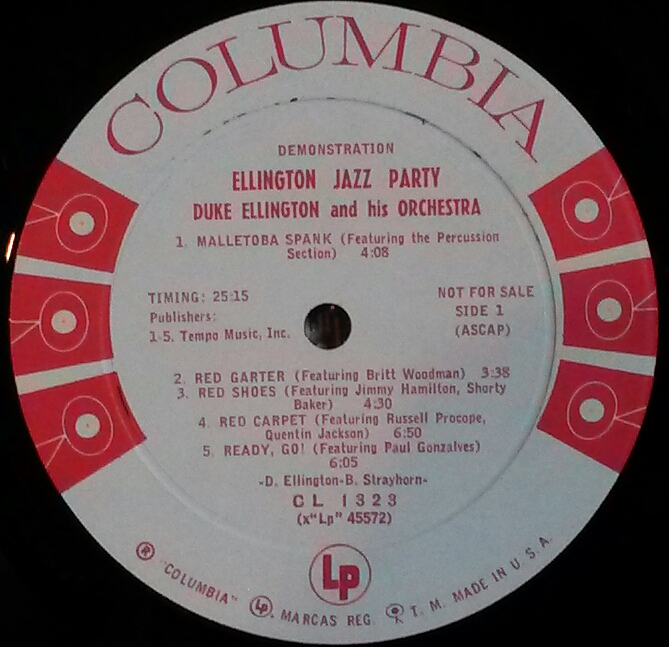 COLUMBIA
DEMONSTRATION
ELLINGTON JAZZ PARTY
DUKE ELLINGTON and his ORCHESTRA
1. MALLETOBA SPANK (Featuring the Percussion
Section) 4:08
TIMING: 25:15
Publishers:
1-5. Tempo Music, Inc.
NOT FOR SALE
SIDE 1
(ASCAP)
2. RED GARTER (Featuring Britt Woodman) 3:38
3. RED SHOES (Featuring Jimmy Hamilton, Shorty
Baker) 4:30
4. RED CARPET (Featuring Russell Procope,
Quentin Jackson) 6:50
5. READY, GO! (Featuring Paul Gonzalves)
6:05
-D. Ellington-B. Strayhorn-
CL 1323
(x"Lp" 45572)
Lp
® "COLUMBIA" Lp. MARCAS REG. T. M. MADE IN U. S. A.